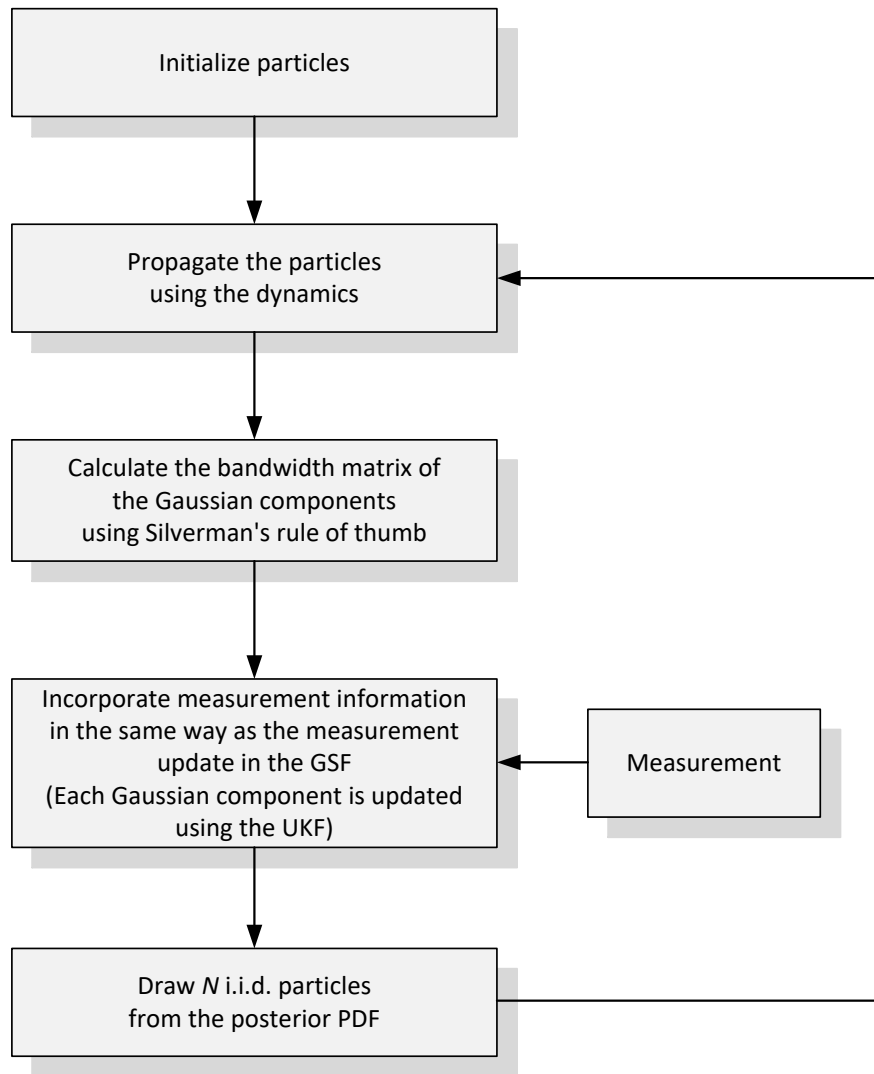 Initialize particles
Propagate the particles
using the dynamics
Calculate the bandwidth matrix of
the Gaussian components
using Silverman's rule of thumb
Incorporate measurement information
in the same way as the measurement
update in the GSF
(Each Gaussian component is updated
using the UKF)
Measurement
Draw N i.i.d. particles
from the posterior PDF